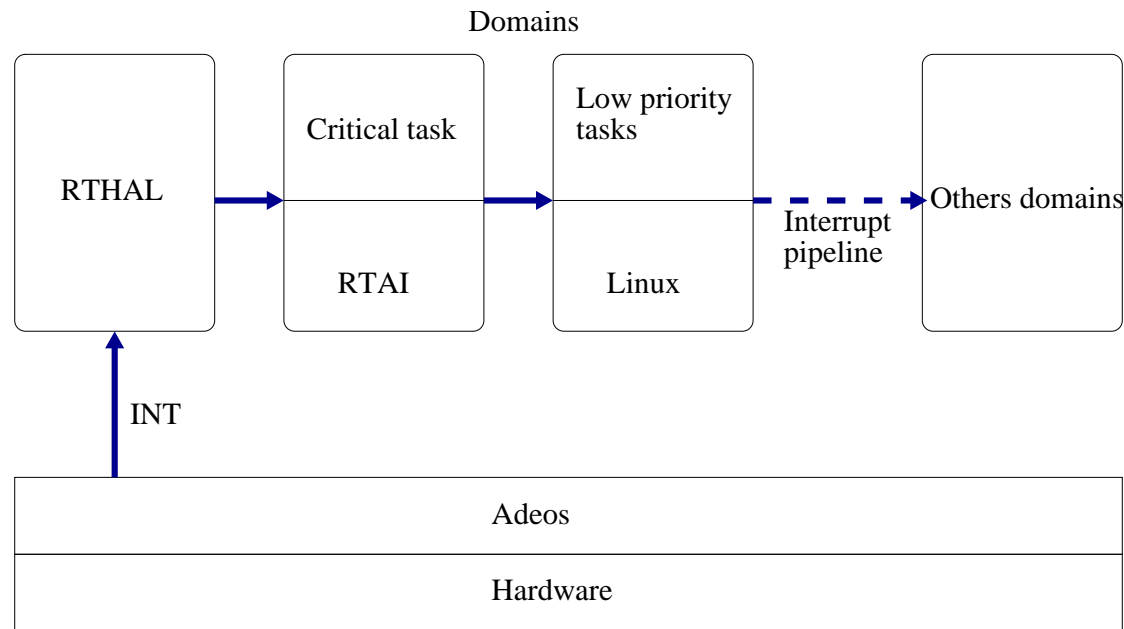 Domains
RTHAL
Critical task
RTAI
Low priority
tasks
Linux
Interrupt
pipeline
Others domains
INT
Adeos
Hardware